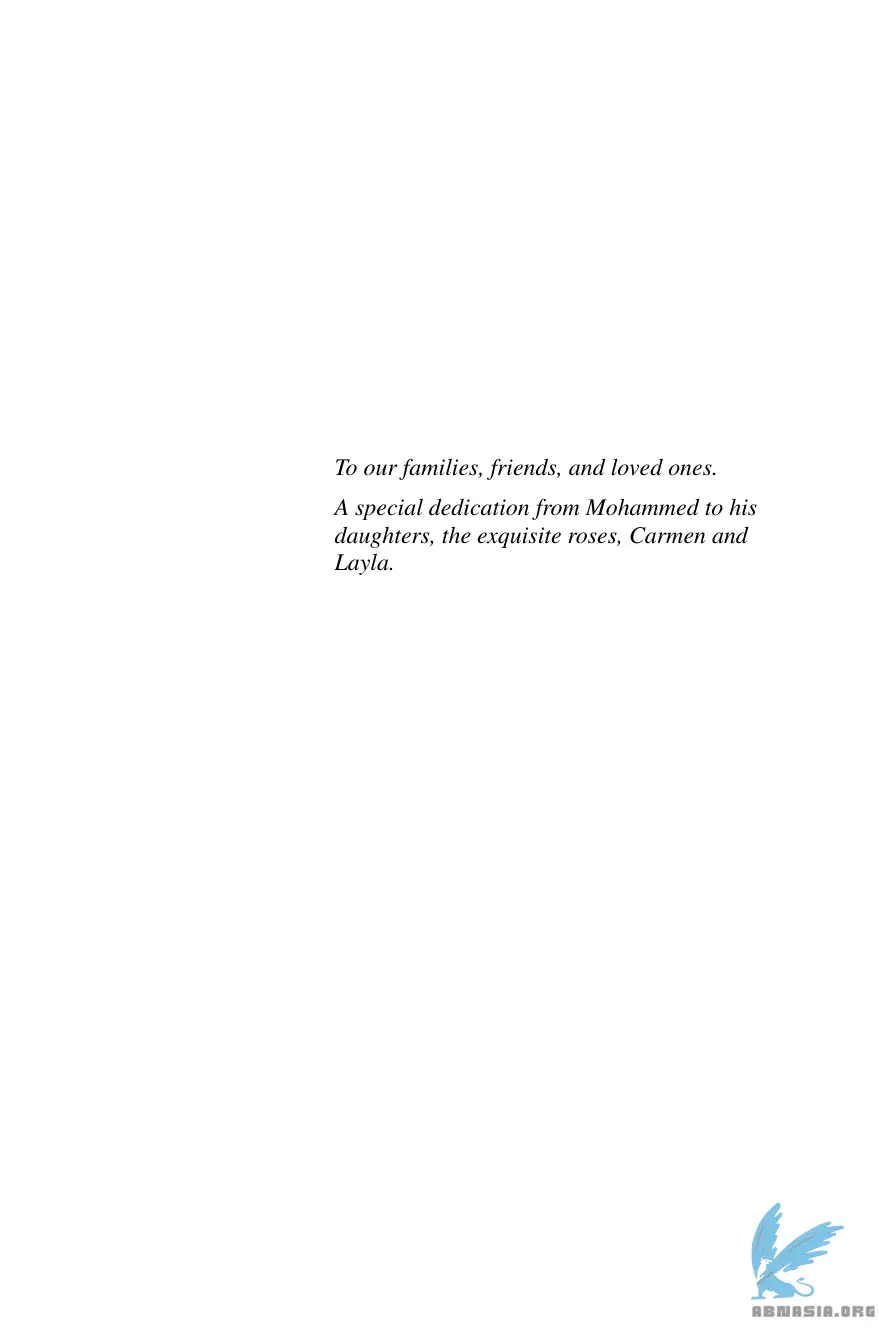 To our families, friends, and loved ones.
A special dedication from Mohammed to his
daughters, the exquisite roses, Carmen and
Layla.
ABNASIA.ORG